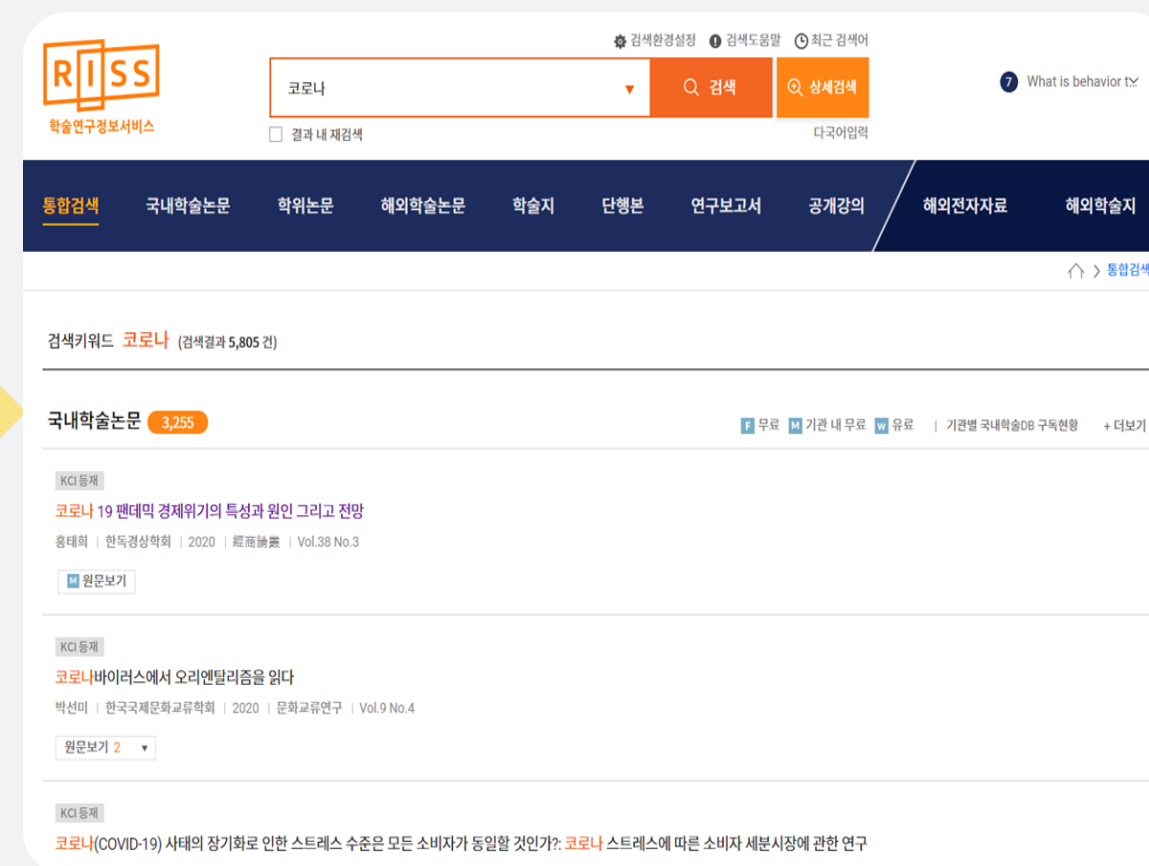 검색환경설정 검색도움말 최근 검색어
RISS
학술연구정보서비스
코로나 ▼ 검색 상세검색
7 What is behavior t
결과 내 재검색 다국어입력
통합검색 국내학술논문 학위논문 해외학술논문 학술지 단행본 연구보고서 공개강의 해외전자자료 해외학술지
> 통합검색
검색키워드 코로나 (검색결과 5,805 건)
국내학술논문 3,255 F 무료 M 기관 내 무료 W 유료 | 기관별 국내학술DB 구독현황 + 더보기
KCI 등재
코로나 19 팬데믹 경제위기의 특성과 원인 그리고 전망
홍태희 | 한독경상학회 | 2020 | 經商論叢 | Vol.38 No.3
M 원문보기
KCI 등재
코로나바이러스에서 오리엔탈리즘을 읽다
박선미 | 한국국제문화교류학회 | 2020 | 문화교류연구 | Vol.9 No.4
원문보기 2 ▼
KCI 등재
코로나(COVID-19) 사태의 장기화로 인한 스트레스 수준은 모든 소비자가 동일할 것인가?: 코로나 스트레스에 따른 소비자 세분시장에 관한 연구